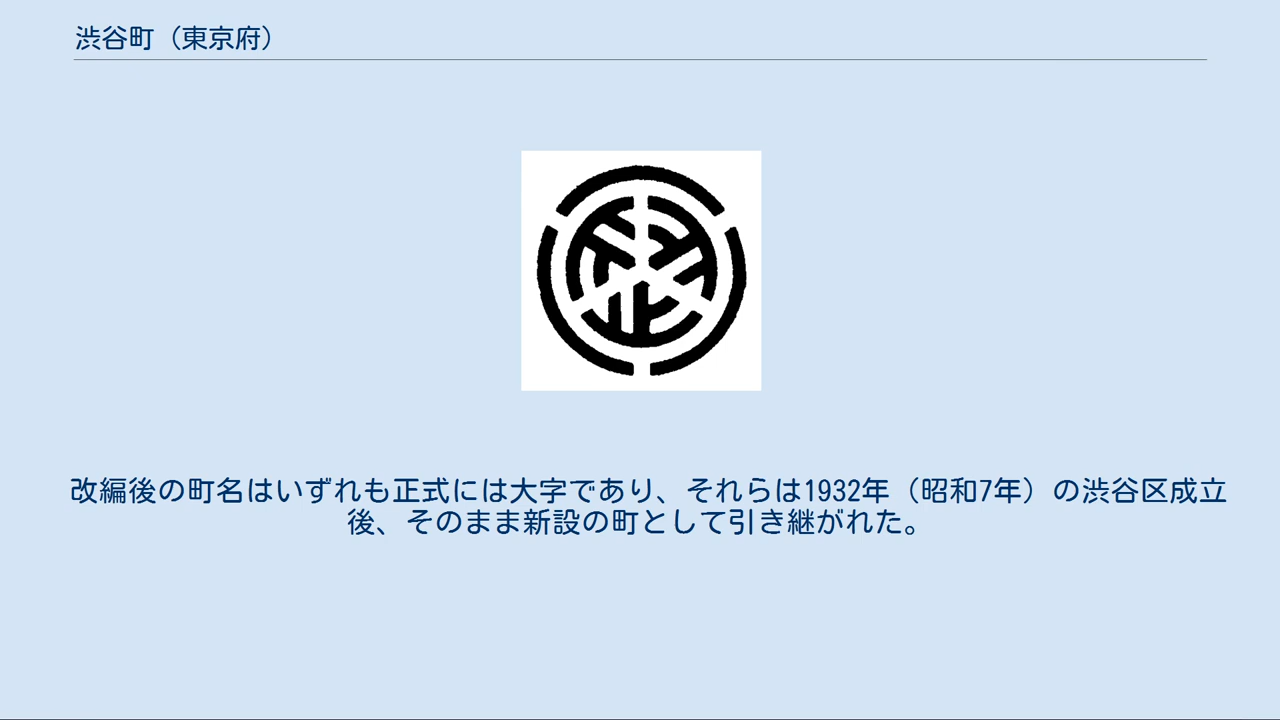 渋谷町（東京府）
改編後の町名はいずれも正式には大字であり、それらは1932年（昭和7年）の渋谷区成立
後、そのまま新設の町として引き継がれた。